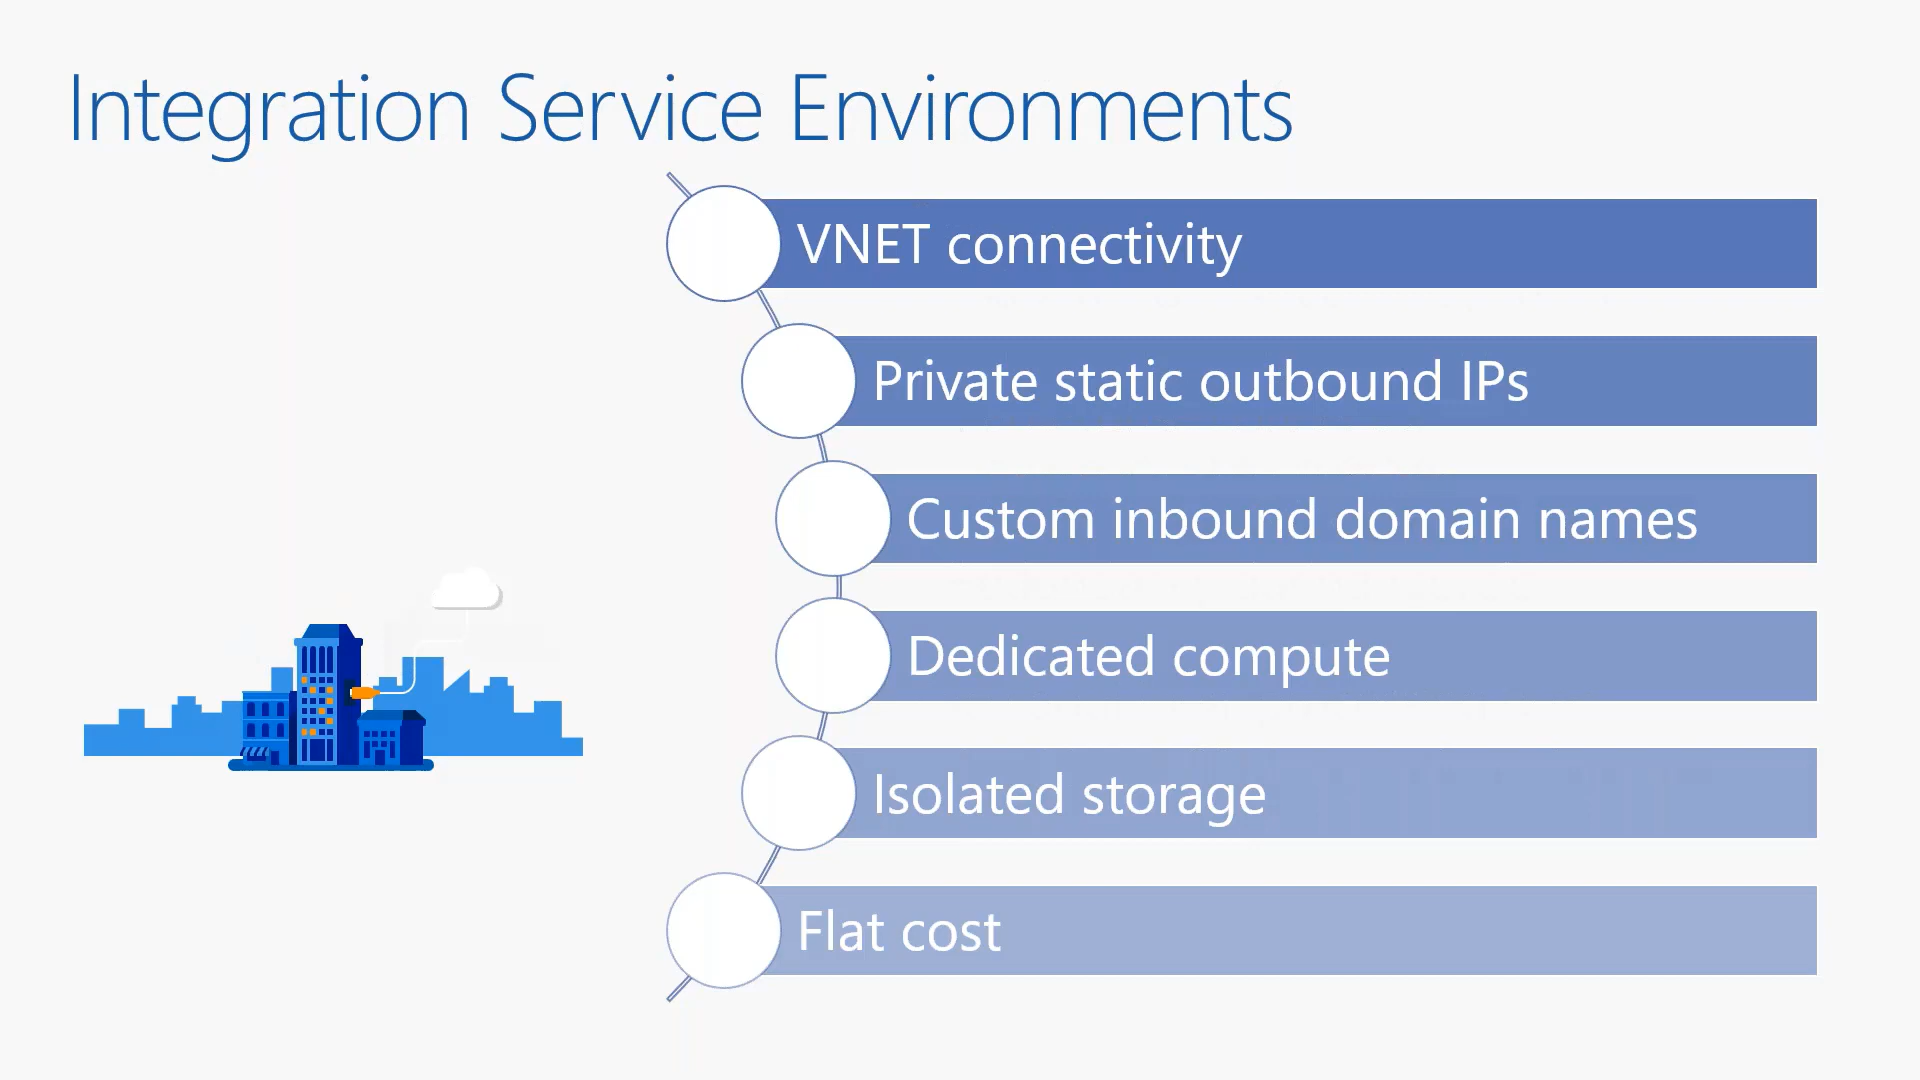 Integration Service Environments
VNET connectivity
Private static outbound IPs
Custom inbound domain names
Dedicated compute
Isolated storage
Flat cost